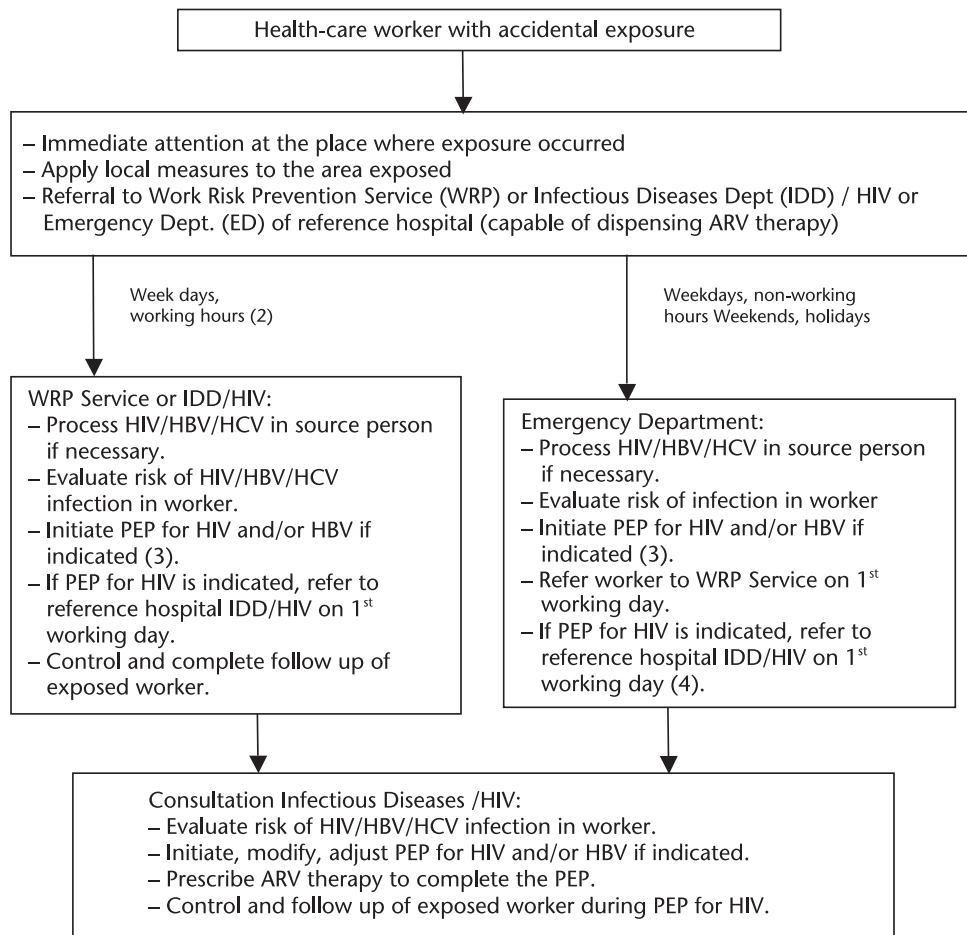 Health-care worker with accidental exposure
– Immediate attention at the place where exposure occurred
– Apply local measures to the area exposed
– Referral to Work Risk Prevention Service (WRP) or Infectious Diseases Dept (IDD) / HIV or
Emergency Dept. (ED) of reference hospital (capable of dispensing ARV therapy)
Week days,
working hours (2)
Weekdays, non-working
hours Weekends, holidays
WRP Service or IDD/HIV:
– Process HIV/HBV/HCV in source person
if necessary.
– Evaluate risk of HIV/HBV/HCV
infection in worker.
– Initiate PEP for HIV and/or HBV if
indicated (3).
– If PEP for HIV is indicated, refer to
reference hospital IDD/HIV on 1st
working day.
– Control and complete follow up of
exposed worker.
Emergency Department:
– Process HIV/HBV/HCV in source person
if necessary.
– Evaluate risk of infection in worker
– Initiate PEP for HIV and/or HBV if
indicated (3).
– Refer worker to WRP Service on 1st
working day.
– If PEP for HIV is indicated, refer to
reference hospital IDD/HIV on 1st
working day (4).
Consultation Infectious Diseases /HIV:
– Evaluate risk of HIV/HBV/HCV infection in worker.
– Initiate, modify, adjust PEP for HIV and/or HBV if indicated.
– Prescribe ARV therapy to complete the PEP.
– Control and follow up of exposed worker during PEP for HIV.